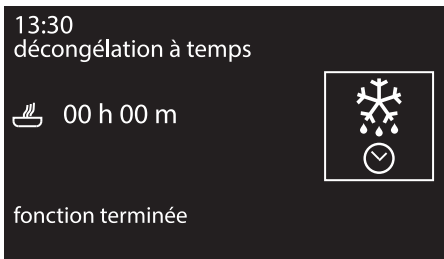 13:30
décongélation à temps
00 h 00 m
fonction terminée